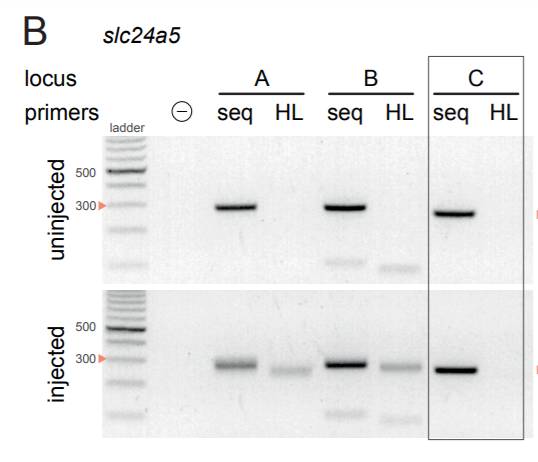 B slc24a5
locus A B C
primers ⊖ seq HL seq HL seq HL
ladder
uninjected
500
300
injected
500
300